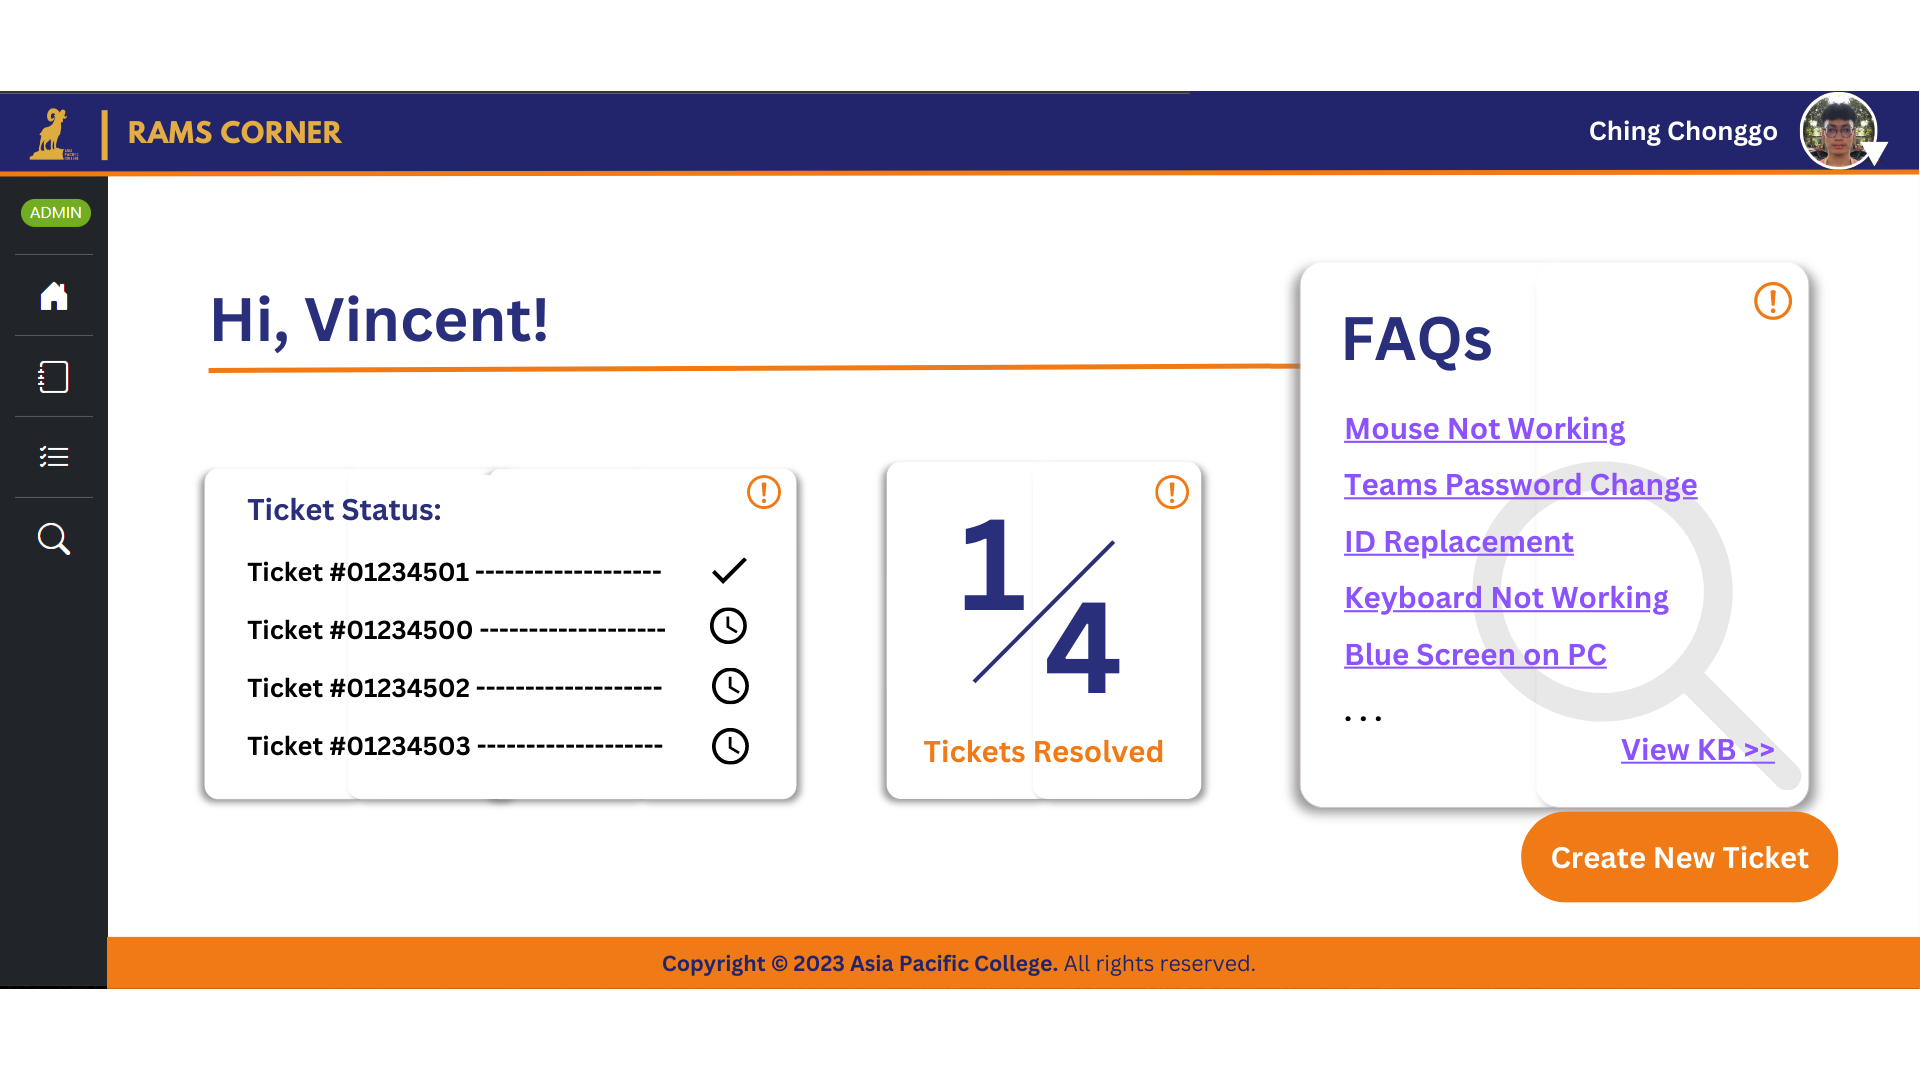 RAMS CORNER
Ching Chonggo
ADMIN
Hi, Vincent!
Ticket Status:
Ticket #01234501 -------------------
Ticket #01234500 -------------------
Ticket #01234502 -------------------
Ticket #01234503 -------------------
1/4
Tickets Resolved
FAQs
Mouse Not Working
Teams Password Change
ID Replacement
Keyboard Not Working
Blue Screen on PC
...
View KB >>
Create New Ticket
Copyright © 2023 Asia Pacific College. All rights reserved.